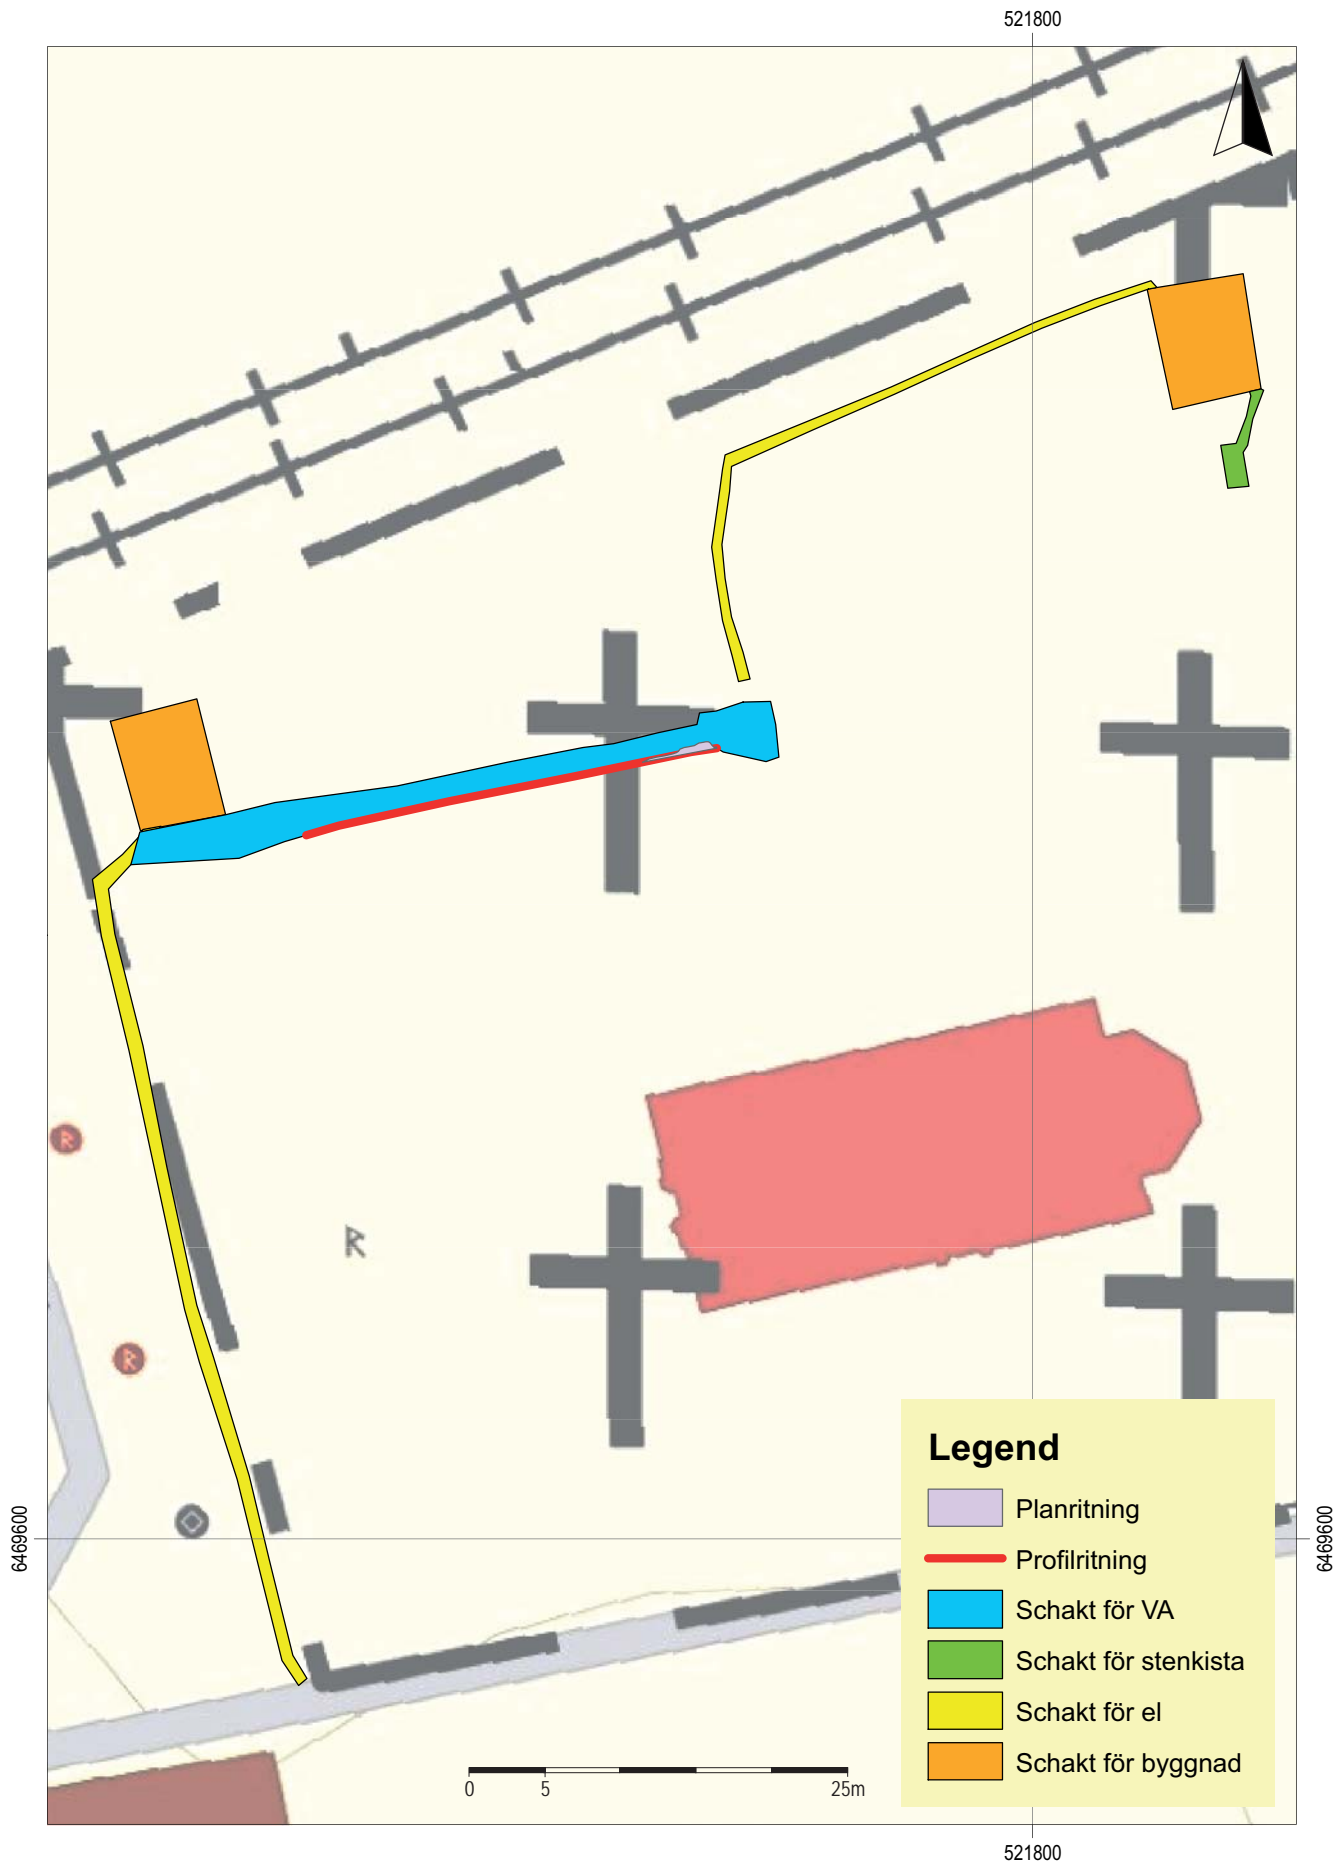 521800
6469600
6469600
Legend
Planritning
Profilritning
Schakt för VA
Schakt för stenkista
Schakt för el
Schakt för byggnad
0 5 25m
521800